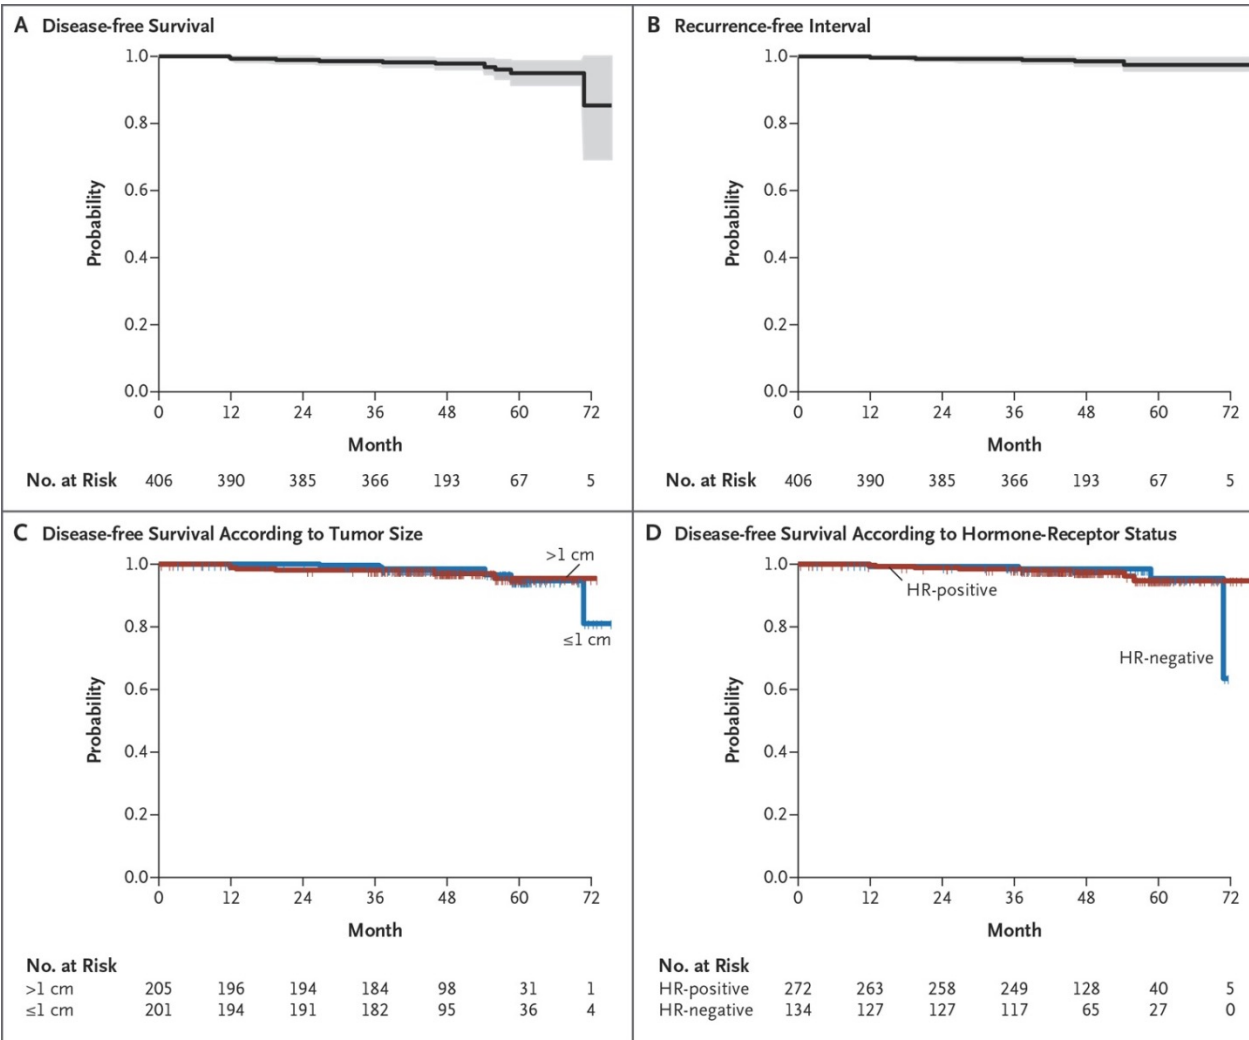 A Disease-free Survival
1.0
0.8
0.6
0.4
0.2
0.0
Probability
0 12 24 36 48 60 72
Month
No. at Risk 406 390 385 366 193 67 5
B Recurrence-free Interval
1.0
0.8
0.6
0.4
0.2
0.0
Probability
0 12 24 36 48 60 72
Month
No. at Risk 406 390 385 366 193 67 5
C Disease-free Survival According to Tumor Size
>1 cm
≤1 cm
1.0
0.8
0.6
0.4
0.2
0.0
Probability
0 12 24 36 48 60 72
Month
No. at Risk
>1 cm 205 196 194 184 98 31 1
≤1 cm 201 194 191 182 95 36 4
D Disease-free Survival According to Hormone-Receptor Status
HR-positive
HR-negative
1.0
0.8
0.6
0.4
0.2
0.0
Probability
0 12 24 36 48 60 72
Month
No. at Risk
HR-positive 272 263 258 249 128 40 5
HR-negative 134 127 127 117 65 27 0